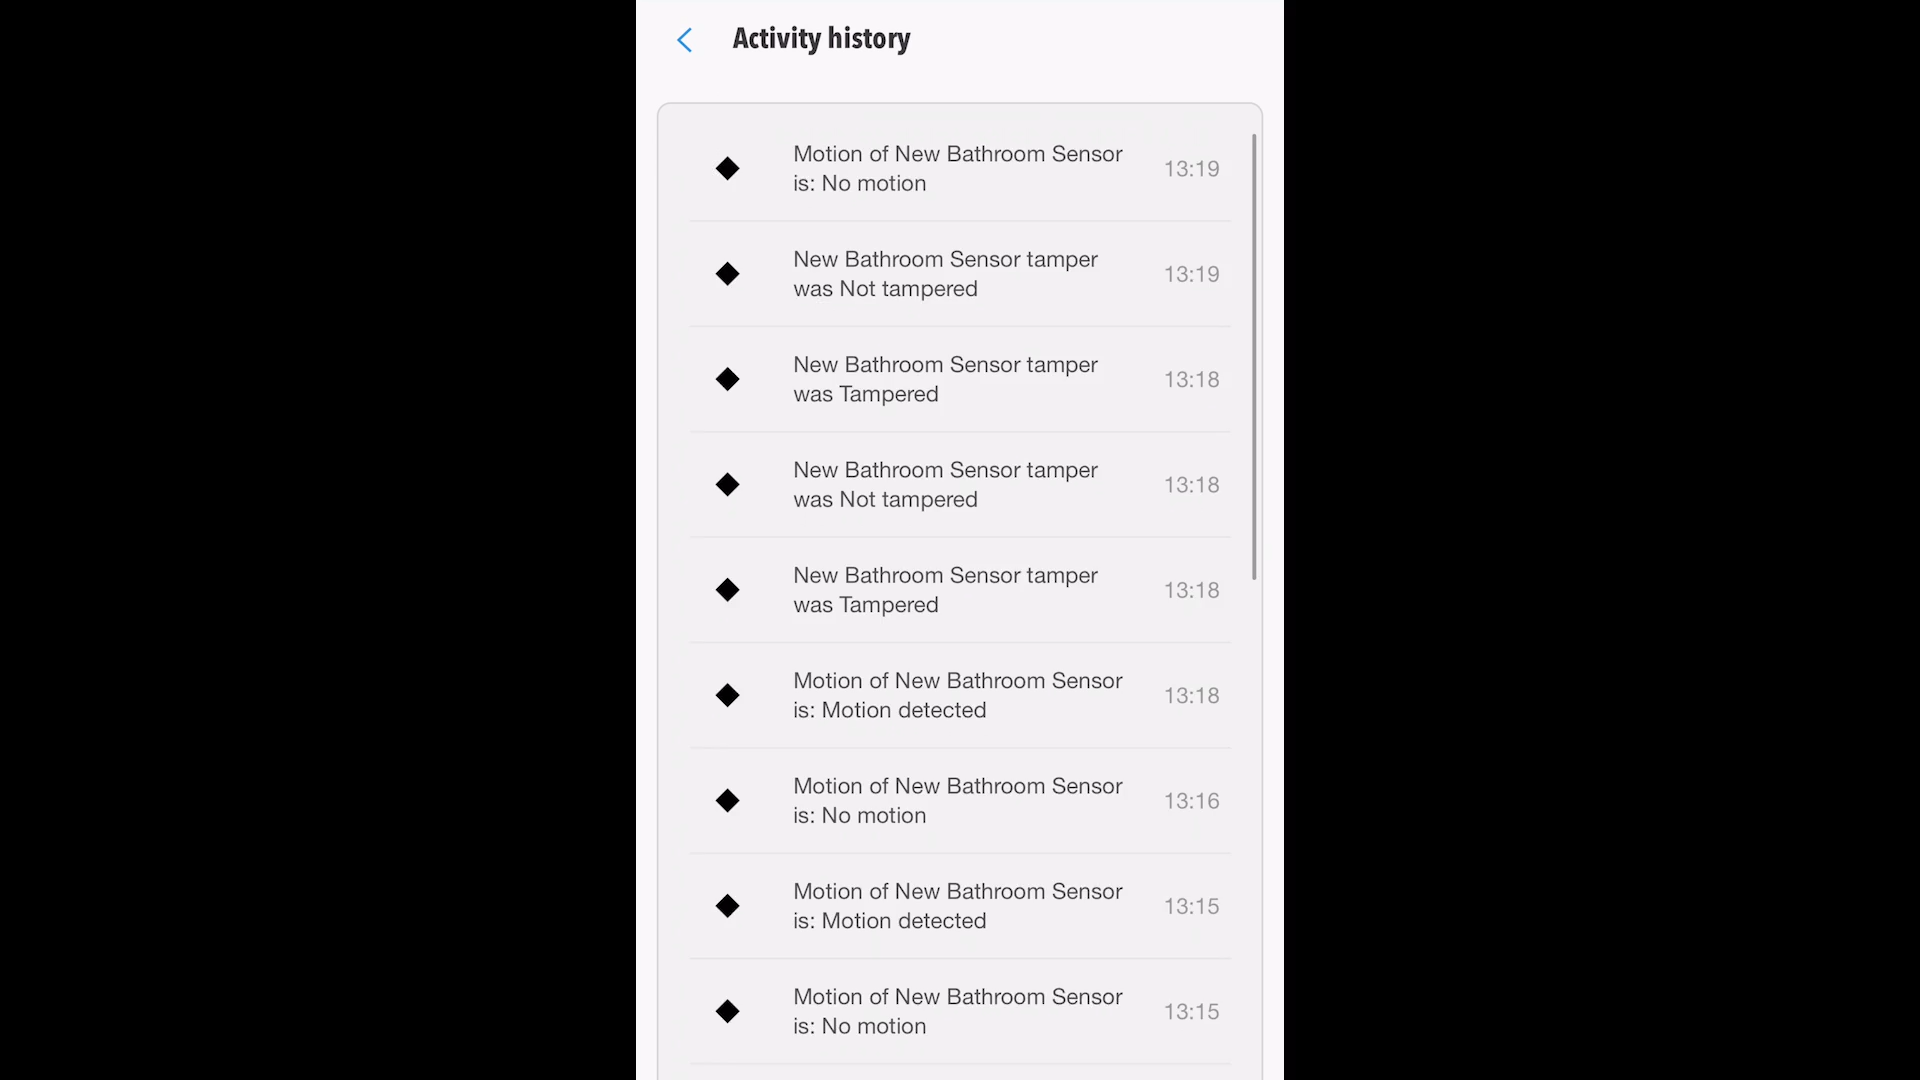 Activity history
Motion of New Bathroom Sensor
is: No motion
13:19
New Bathroom Sensor tamper
was Not tampered
13:19
New Bathroom Sensor tamper
was Tampered
13:18
New Bathroom Sensor tamper
was Not tampered
13:18
New Bathroom Sensor tamper
was Tampered
13:18
Motion of New Bathroom Sensor
is: Motion detected
13:18
Motion of New Bathroom Sensor
is: No motion
13:16
Motion of New Bathroom Sensor
is: Motion detected
13:15
Motion of New Bathroom Sensor
is: No motion
13:15